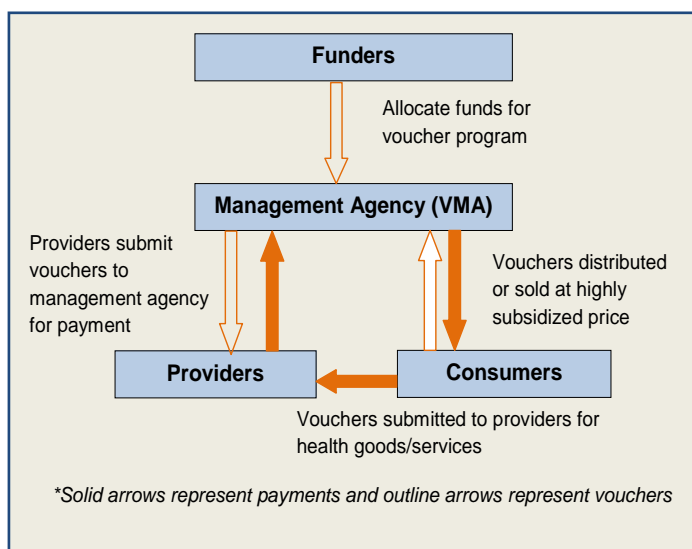 Funders
Allocate funds for
voucher program
Management Agency (VMA)
Providers submit
vouchers to
management agency
for payment
Vouchers distributed
or sold at highly
subsidized price
Providers
Consumers
Vouchers submitted to providers for
health goods/services
*Solid arrows represent payments and outline arrows represent vouchers